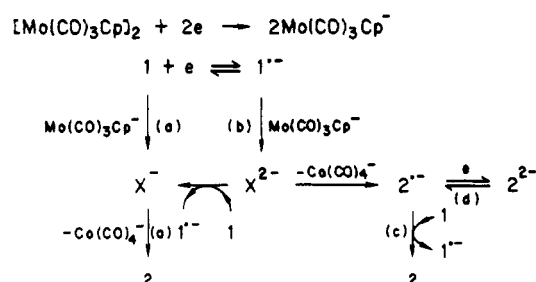 [Mo(CO)₃Cp]₂ + 2e → 2Mo(CO)₃Cp⁻
1 + e ⇌ 1•⁻
Mo(CO)₃Cp⁻ (a) (b) Mo(CO)₃Cp⁻
X⁻ ← X²⁻ -Co(CO)₄⁻ → 2•⁻ e ⇌ (d) 2²⁻
-Co(CO)₄⁻ (a) 1•⁻ 1 (c) 1
1•⁻
2 2